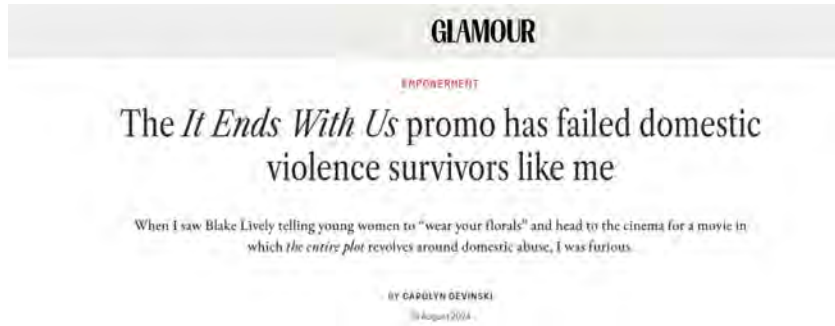 GLAMOUR
EMPOWERMENT
The It Ends With Us promo has failed domestic
violence survivors like me
When I saw Blake Lively telling young women to “wear your florals” and head to the cinema for a movie in
which the entire plot revolves around domestic abuse, I was furious.
BY CAROLYN DEVINSKI
August 2024